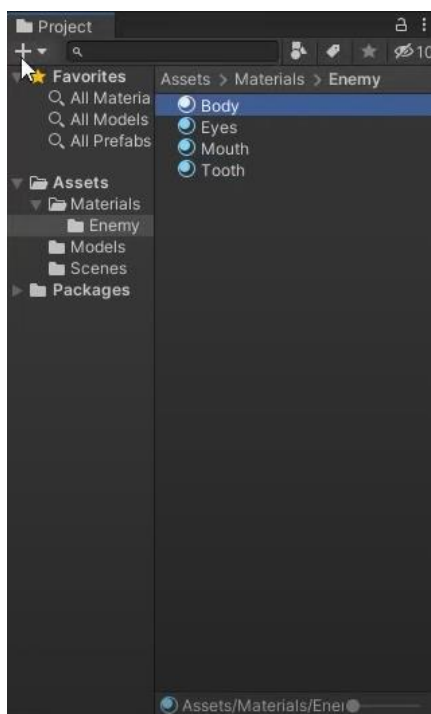 Project
10
Favorites
All Materia
All Models
All Prefabs
Assets
Materials
Enemy
Models
Scenes
Packages
Assets > Materials > Enemy
Body
Eyes
Mouth
Tooth
Assets/Materials/Ene